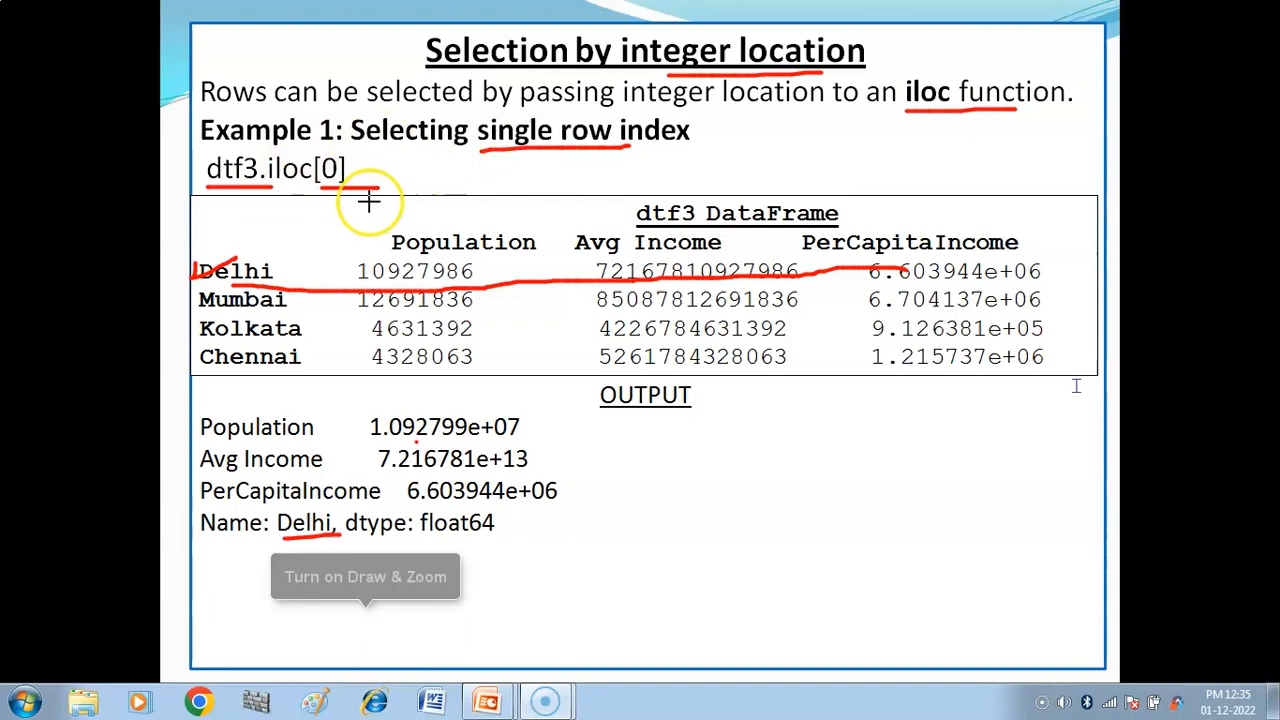 Selection by integer location
Rows can be selected by passing integer location to an iloc function.
Example 1: Selecting single row index
dtf3.iloc[0]
dtf3 DataFrame
Population Avg Income PerCapitaIncome
Delhi 10927986 72167810927986 6.603944e+06
Mumbai 12691836 85087812691836 6.704137e+06
Kolkata 4631392 4226784631392 9.126381e+05
Chennai 4328063 5261784328063 1.215737e+06
OUTPUT
Population 1.092799e+07
Avg Income 7.216781e+13
PerCapitaIncome 6.603944e+06
Name: Delhi, dtype: float64
Turn on Draw & Zoom
PM 12:35
01-12-2022